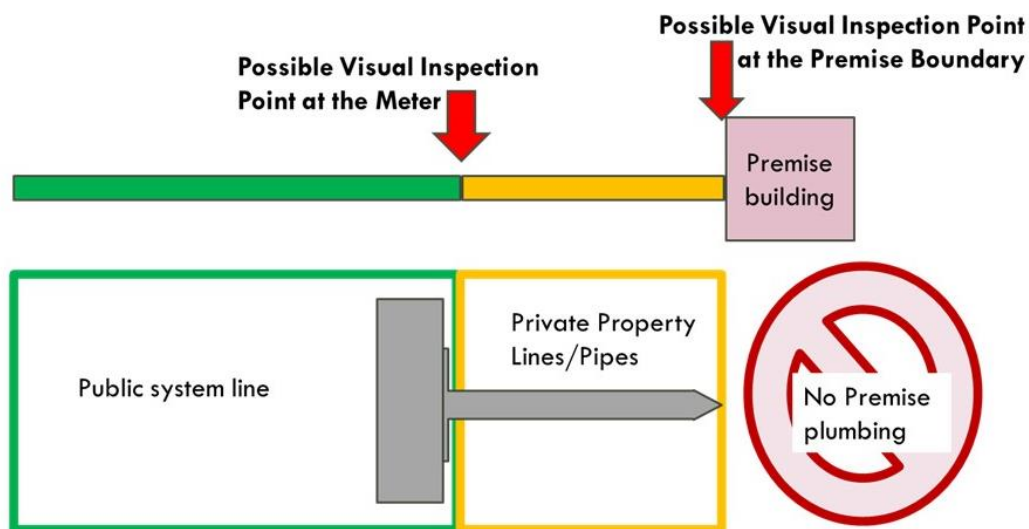 Possible Visual Inspection Point
at the Premise Boundary
Possible Visual Inspection
Point at the Meter
Premise
building
Public system line
Private Property
Lines/Pipes
No Premise
plumbing